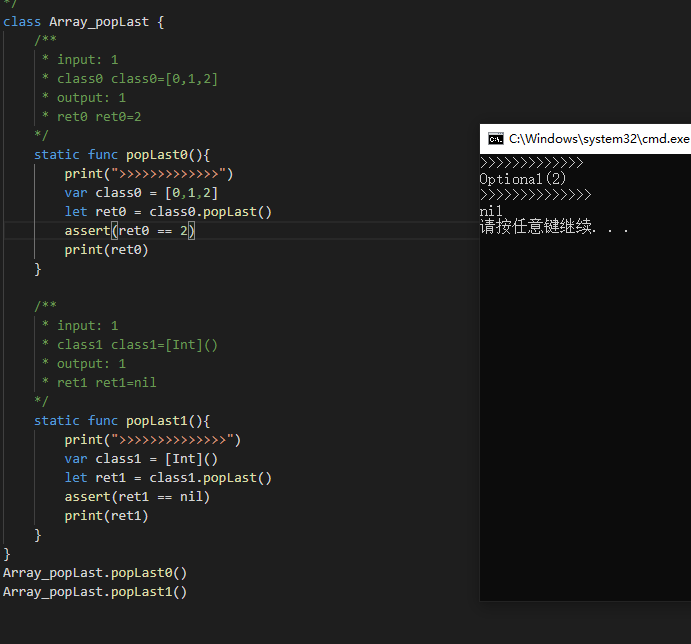 */
class Array_popLast {
    /**
     * input: 1
     * class0 class0=[0,1,2]
     * output: 1
     * ret0 ret0=2
    */
    static func popLast0(){
        print(">>>>>>>>>>>>>")
        var class0 = [0,1,2]
        let ret0 = class0.popLast()
        assert(ret0 == 2)
        print(ret0)
    }

    /**
     * input: 1
     * class1 class1=[Int]()
     * output: 1
     * ret1 ret1=nil
    */
    static func popLast1(){
        print(">>>>>>>>>>>>>>")
        var class1 = [Int]()
        let ret1 = class1.popLast()
        assert(ret1 == nil)
        print(ret1)
    }
}
Array_popLast.popLast0()
Array_popLast.popLast1()
C:\Windows\system32\cmd.exe
>>>>>>>>>>>>>
Optional(2)
>>>>>>>>>>>>>>
nil
请按任意键继续. . .